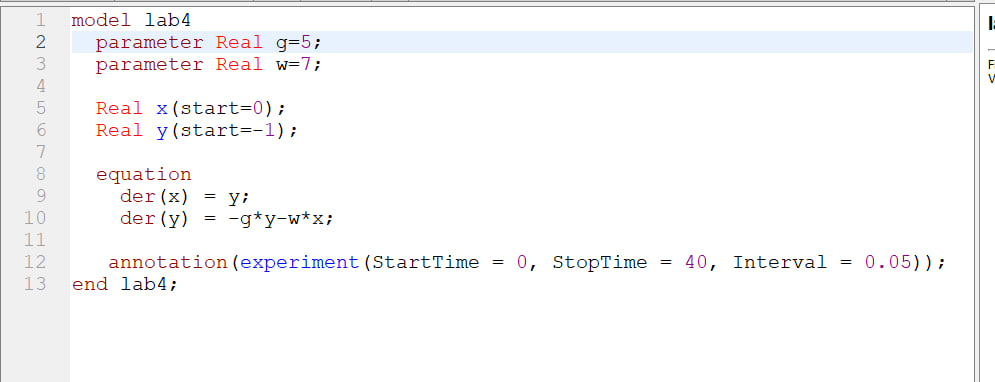 1 model lab4
2 parameter Real g=5;
3 parameter Real w=7;
4
5 Real x(start=0);
6 Real y(start=-1);
7
8 equation
9 der(x) = y;
10 der(y) = -g*y-w*x;
11
12 annotation(experiment(StartTime = 0, StopTime = 40, Interval = 0.05));
13 end lab4;